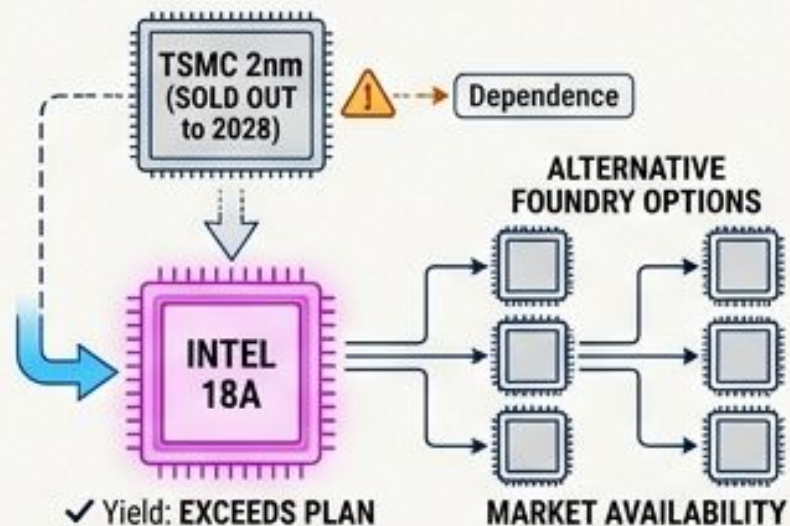 TSMC 2nm
(SOLD OUT
to 2028)
!
Dependence
ALTERNATIVE
FOUNDRY OPTIONS
INTEL
18A
✓ Yield: EXCEEDS PLAN
MARKET AVAILABILITY